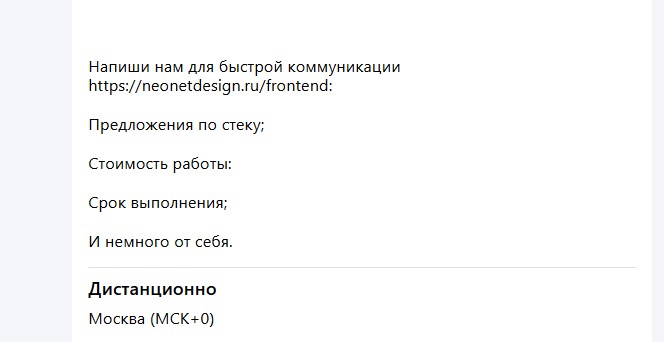 Напиши нам для быстрой коммуникации
https://neonetdesign.ru/frontend:
Предложения по стеку;
Стоимость работы:
Срок выполнения;
И немного от себя.
Дистанционно
Москва (МСК+0)